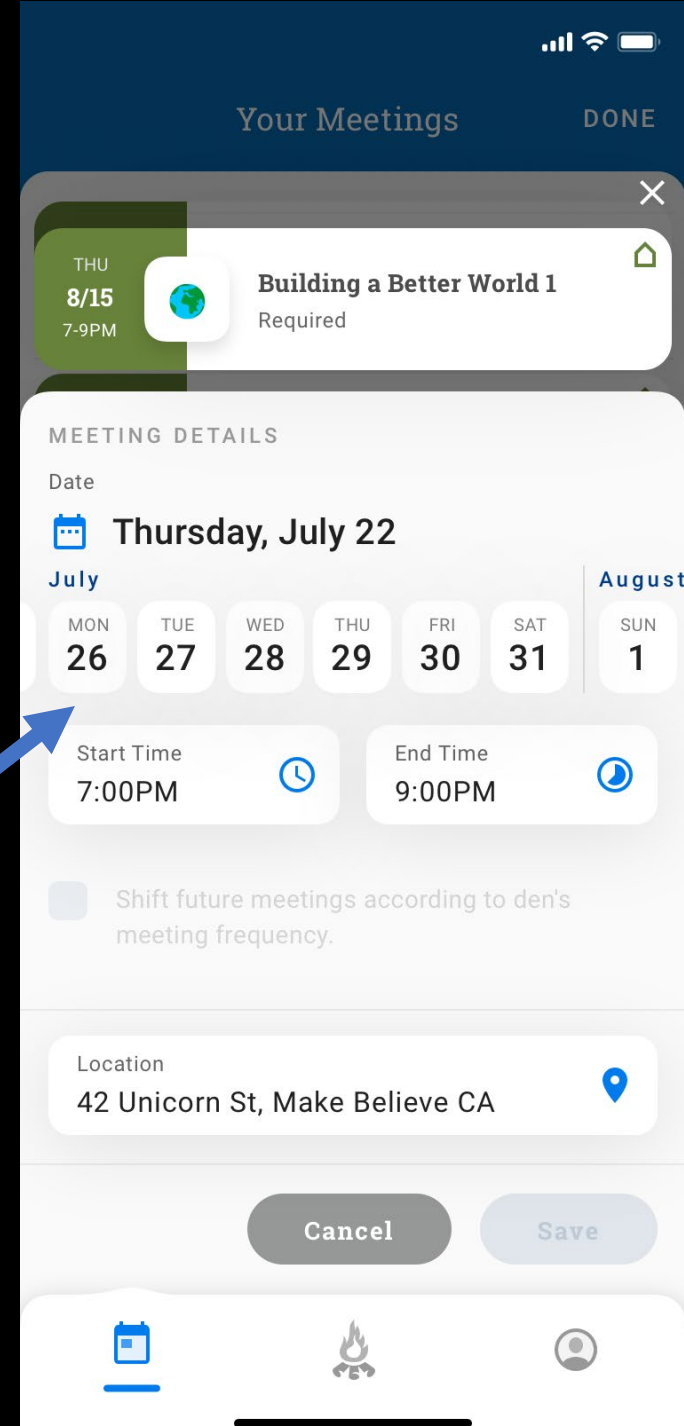 Your Meetings DONE
THU
8/15
7-9PM
Building a Better World 1
Required
MEETING DETAILS
Date
Thursday, July 22
July August
MON TUE WED THU FRI SAT SUN
26 27 28 29 30 31 1
Start Time End Time
7:00PM 9:00PM
Shift future meetings according to den's
meeting frequency.
Location
42 Unicorn St, Make Believe CA
Cancel Save